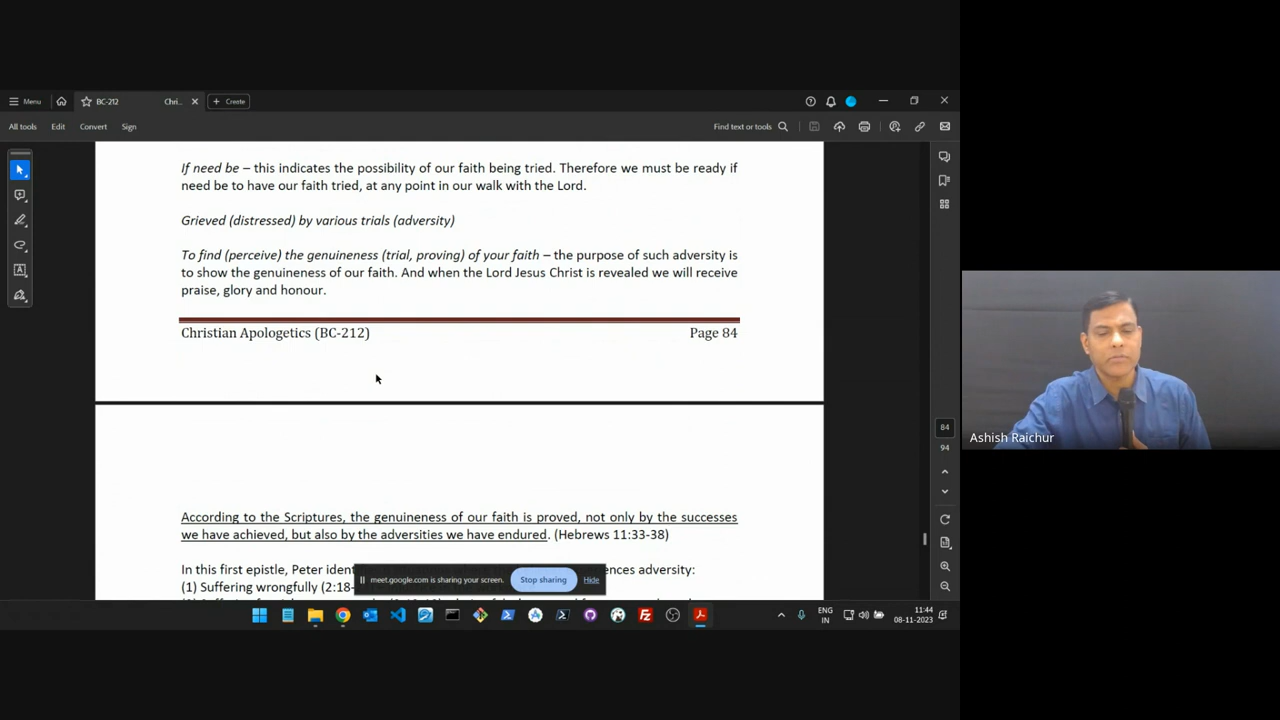 Menu
BC-212
Chri...
Create
All tools
Edit
Convert
Sign
Find text or tools
If need be – this indicates the possibility of our faith being tried. Therefore we must be ready if
need be to have our faith tried, at any point in our walk with the Lord.
Grieved (distressed) by various trials (adversity)
To find (perceive) the genuineness (trial, proving) of your faith – the purpose of such adversity is
to show the genuineness of our faith. And when the Lord Jesus Christ is revealed we will receive
praise, glory and honour.
Christian Apologetics (BC-212)
Page 84
According to the Scriptures, the genuineness of our faith is proved, not only by the successes
we have achieved, but also by the adversities we have endured. (Hebrews 11:33-38)
In this first epistle, Peter ident
ences adversity:
(1) Suffering wrongfully (2:18-
meet.google.com is sharing your screen.
Stop sharing
Hide
84
94
Ashish Raichur
ENG
IN
11:44
08-11-2023